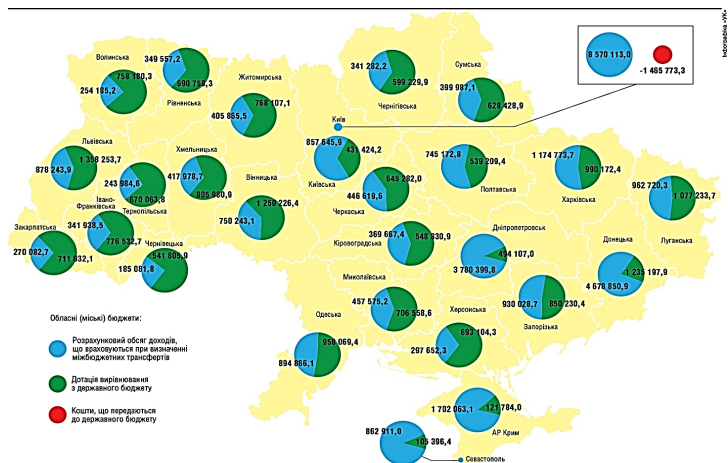 Інфографіка «УК»
8 570 113,0
-1 465 773,3
Волинська
758 180,3
254 185,2
349 557,2
690 758,3
Рівненська
Житомирська
768 107,1
405 865,5
341 282,2
599 229,9
Чернігівська
Сумська
399 987,1
628 428,9
Київ
857 645,9
431 424,2
Київська
Львівська
1 358 253,7
878 243,9
243 984,6
670 063,8
Тернопільська
Хмельницька
417 978,7
805 980,9
Вінницька
1 250 226,4
750 243,1
645 282,0
446 619,6
Черкаська
745 172,8
539 209,4
Полтавська
1 174 773,7
990 172,4
Харківська
962 720,3
1 077 233,7
Луганська
Івано-
Франківська
341 938,5
776 532,7
Закарпатська
270 082,7
711 032,1
Чернівецька
541 805,9
185 081,8
369 667,4
548 830,9
Кіровоградська
Дніпропетровськ
494 107,0
3 780 399,8
Донецька
1 235 197,9
4 678 850,9
Миколаївська
457 575,2
706 558,6
930 028,7
850 230,4
Запорізька
Одеська
958 069,4
894 866,1
Херсонська
693 104,3
297 652,3
1 702 063,1
121 784,0
АР Крим
862 911,0
105 396,4
Севастополь
Обласні (міські) бюджети:
Розрахунковий обсяг доходів,
що враховуються при визначенні
міжбюджетних трансфертів
Дотація вирівнювання
з державного бюджету
Кошти, що передаються
до державного бюджету